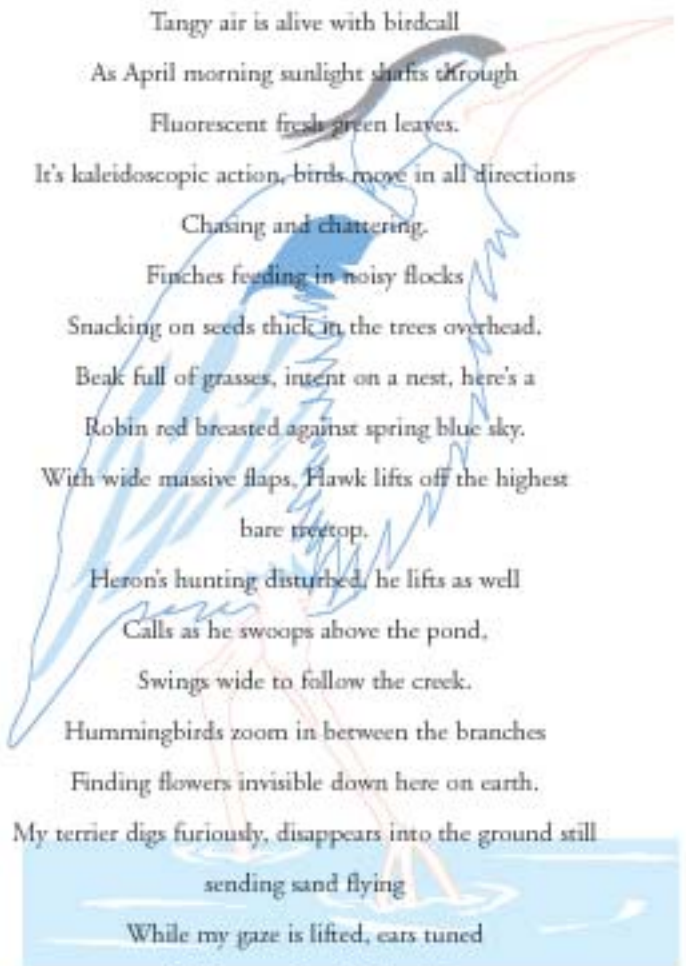 Tangy air is alive with birdcall
As April morning sunlight shafts through
Fluorescent fresh green leaves.
It's kaleidoscopic action, birds move in all directions
Chasing and chattering.
Finches feeding in noisy flocks
Snacking on seeds thick in the trees overhead.
Beak full of grasses, intent on a nest, here's a
Robin red breasted against spring blue sky.
With wide massive flaps, Hawk lifts off the highest
bare treetop.
Heron's hunting disturbed, he lifts as well
Calls as he swoops above the pond,
Swings wide to follow the creek.
Hummingbirds zoom in between the branches
Finding flowers invisible down here on earth.
My terrier digs furiously, disappears into the ground still
sending sand flying
While my gaze is lifted, ears tuned